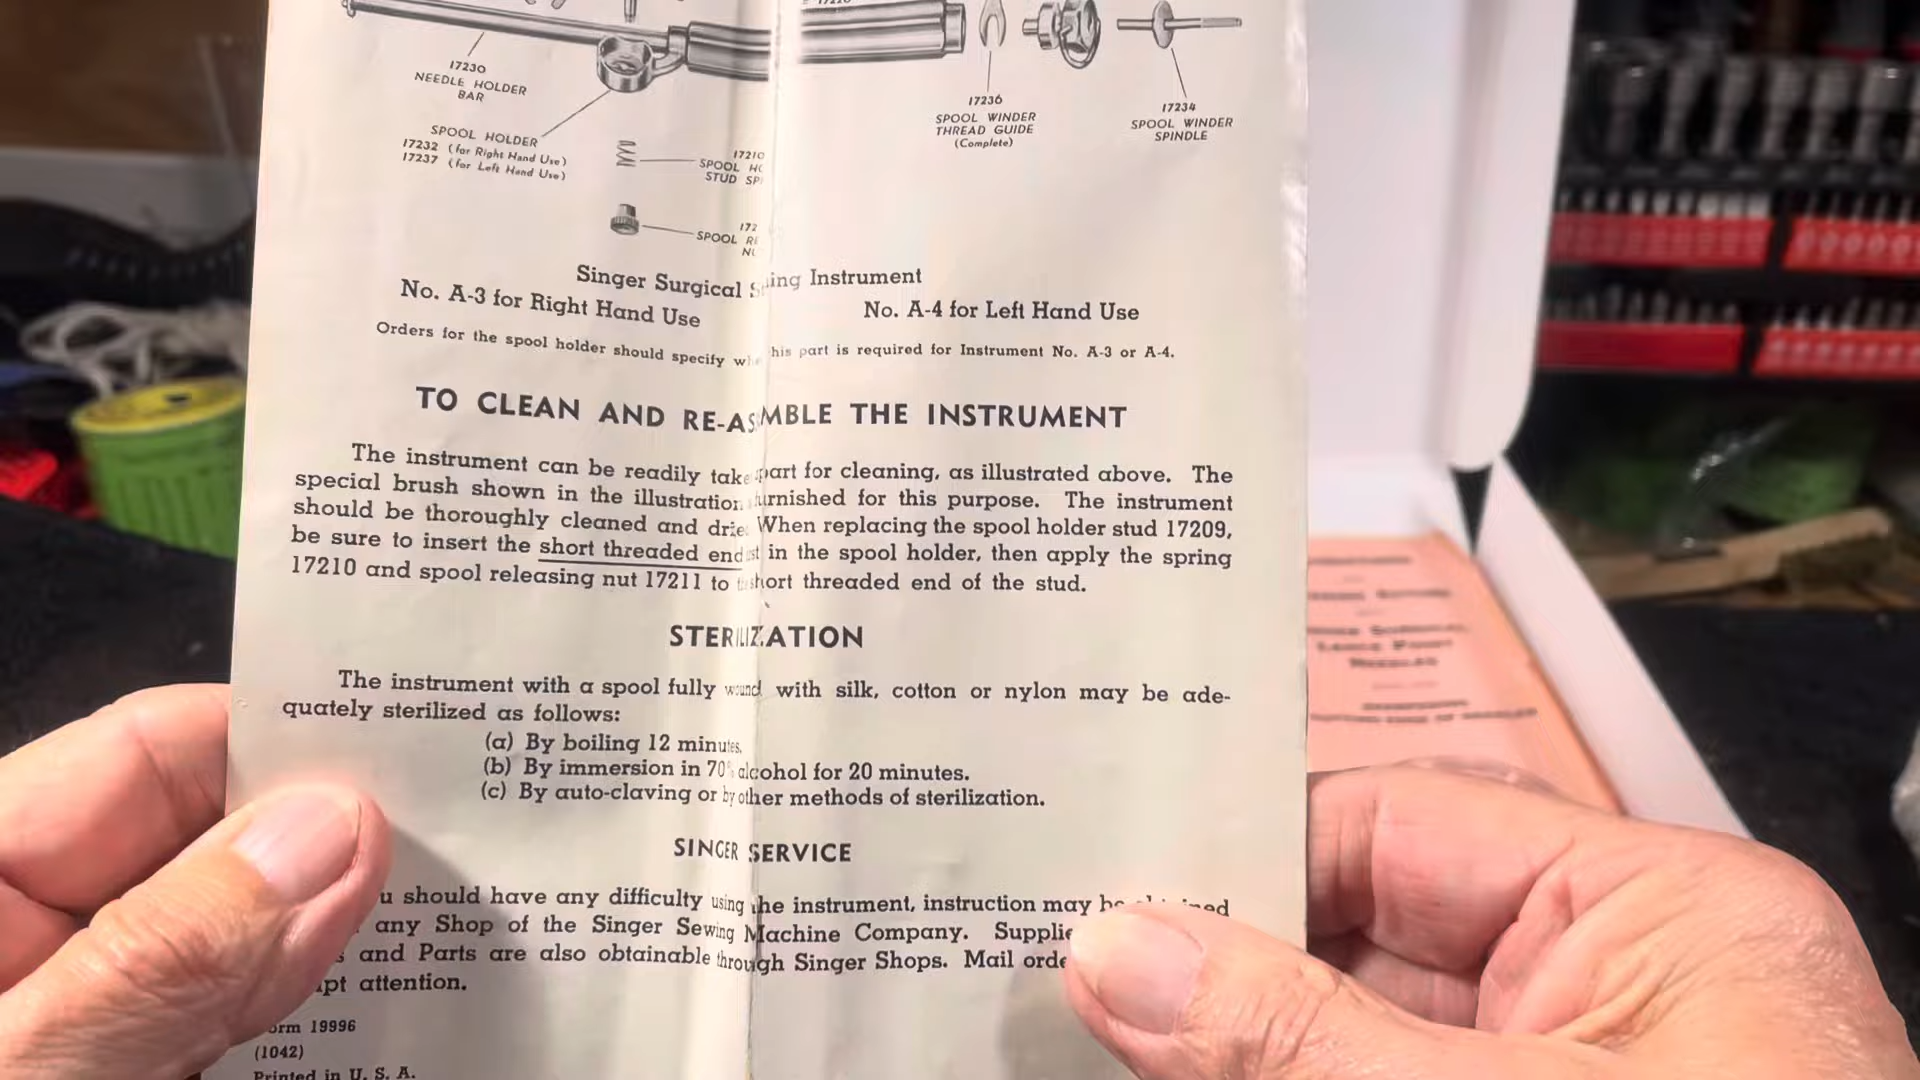 17230
NEEDLE HOLDER
BAR
SPOOL HOLDER
17232 (for Right Hand Use)
17237 (for Left Hand Use)
17210
SPOOL
STUD
SPOOL
17236
SPOOL WINDER
THREAD GUIDE
(Complete)
17234
SPOOL WINDER
SPINDLE
Singer Surgical Instrument
No. A-3 for Right Hand Use No. A-4 for Left Hand Use
Orders for the spool holder should specify part is required for Instrument No. A-3 or A-4.
TO CLEAN AND THE INSTRUMENT
The instrument can be readily for cleaning, as illustrated above. The
special brush shown in the illustration for this purpose. The instrument
should be thoroughly cleaned and When replacing the spool holder stud 17209,
be sure to insert the short threaded end in the spool holder, then apply the spring
17210 and spool releasing nut 17211 to short threaded end of the stud.
STERILIZATION
The instrument with a spool fully wound with silk, cotton or nylon may be ade-
quately sterilized as follows:
(a) By boiling 12 minutes.
(b) By immersion in 70% alcohol for 20 minutes.
(c) By auto-claving or by other methods of sterilization.
SINGER SERVICE
should have any difficulty using the instrument, instruction may
any Shop of the Singer Sewing Machine Company.
and Parts are also obtainable through Singer Shops. Mail
attention.
19996
(1042)
Printed in U. S. A.